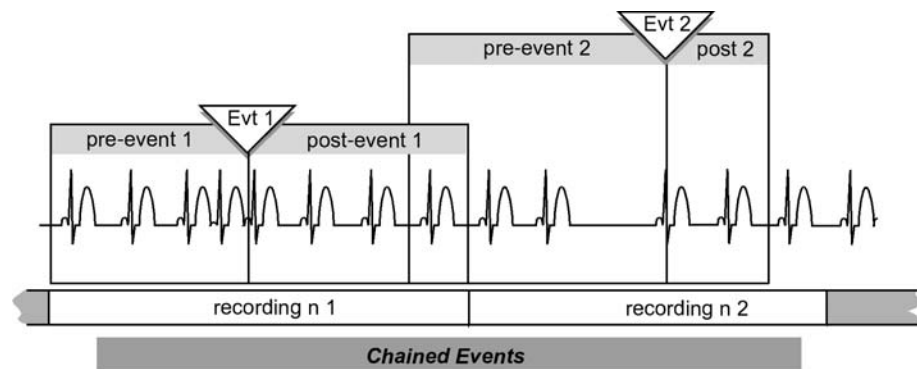 Evt 2
pre-event 2
post 2
Evt 1
pre-event 1
post-event 1
recording n 1
recording n 2
Chained Events